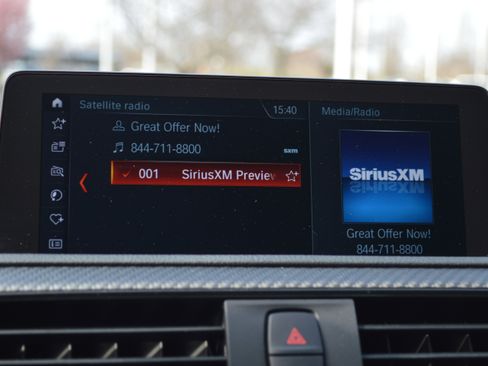 Satellite radio
15:40
Great Offer Now!
844-711-8800
sxm
001 SiriusXM Preview
Media/Radio
SiriusXM
Great Offer Now!
844-711-8800